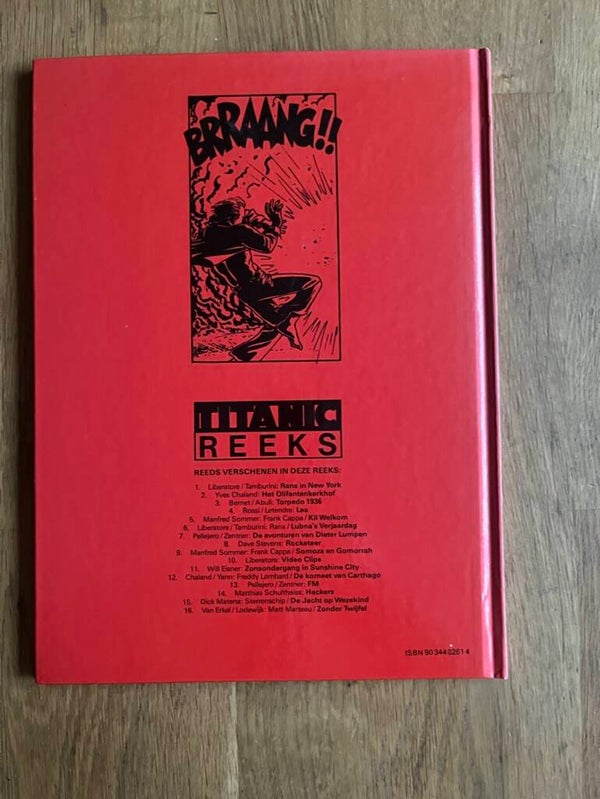 BRRAANG!!
TITANIC
REEKS
REEDS VERSCHENEN IN DEZE REEKS:
1. Liberatore / Tamburini: Ranx in New York
2. Yves Chaland: Het Olifantenkerkhof
3. Bernet / Abuli: Torpedo 1936
4. Rossi / Letendre: Lea
5. Manfred Sommer: Frank Cappa / Kil Welkom
6. Liberatore / Tamburini: Ranx / Lubna's Verjaardag
7. Pellejero / Zentner: De avonturen van Dieter Lumpen
8. Dave Stevens: Rocketeer
9. Manfred Sommer: Frank Cappa / Somoza en Gomorrah
10. Liberatore: Video Clips
11. Will Eisner: Zonsondergang in Sunshine City
12. Chaland / Yann: Freddy Lombard / De komeet van Carthago
13. Pellejero / Zentner: FM
14. Matthias Schultheiss: Hackers
15. Dick Matena: Sterrenschip / De Jacht op Wezekind
16. Van Erkel / Lodewijk: Matt Marteau / Zonder Twijfel
ISBN 90 344 0261 4